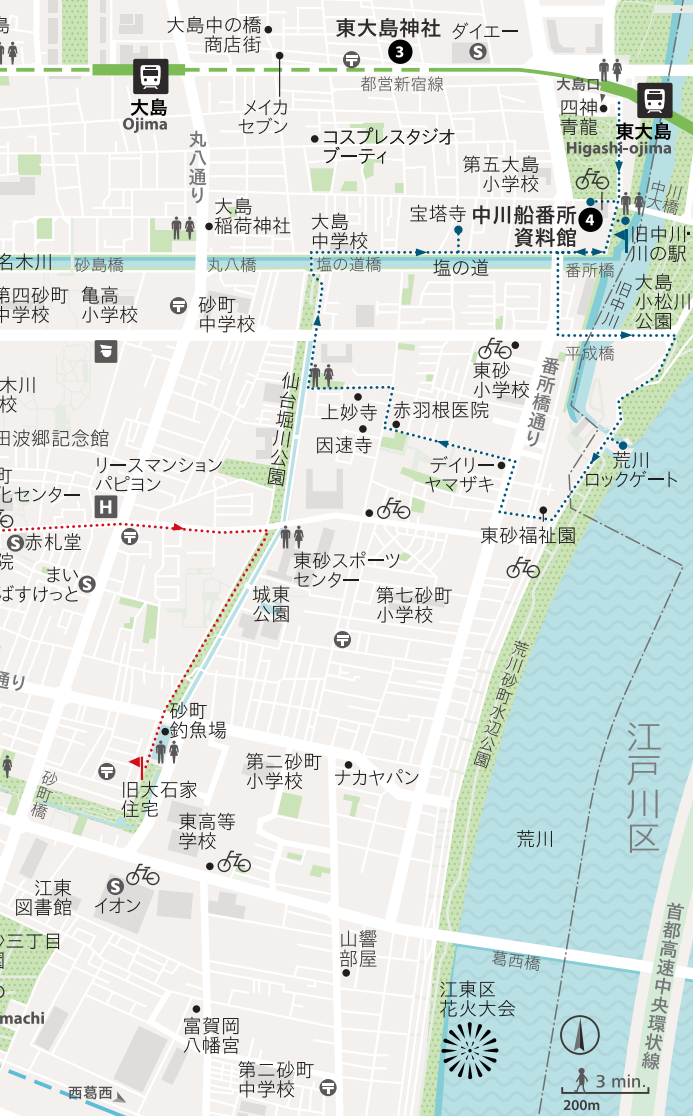 島
大島中の橋
商店街
東大島神社
3
ダイエー
S
都営新宿線
大島口
大島
Ojima
メイカ
セブン
四神
青龍
東大島
Higashi-ojima
丸八通り
コスプレスタジオ
ブーティ
第五大島
小学校
中川
大橋
大島
稲荷神社
大島
中学校
宝塔寺
中川船番所
資料館
4
旧中川・
川の駅
名木川
砂島橋
丸八橋
塩の道橋
塩の道
番所橋
旧中川
大島
小松川
公園
第四砂町
中学校
亀高
小学校
砂町
中学校
平成橋
東砂
小学校
番所橋通り
木川
校
仙台堀川公園
上妙寺
赤羽根医院
因速寺
田波郷記念館
リースマンション
パピヨン
デイリー
ヤマザキ
荒川
ロックゲート
町
化センター
H
東砂福祉園
S
赤札堂
院
まい
ばすけっと
S
東砂スポーツ
センター
城東
公園
第七砂町
小学校
荒川砂町水辺公園
通り
砂町
釣魚場
江戸川区
旧大石家
住宅
第二砂町
小学校
ナカヤパン
砂町橋
東高等
学校
荒川
江東
図書館
S
イオン
首都高速中央環状線
三丁目
園
山響
部屋
葛西橋
machi
江東区
花火大会
富賀岡
八幡宮
第二砂町
中学校
西葛西
3 min.
200m